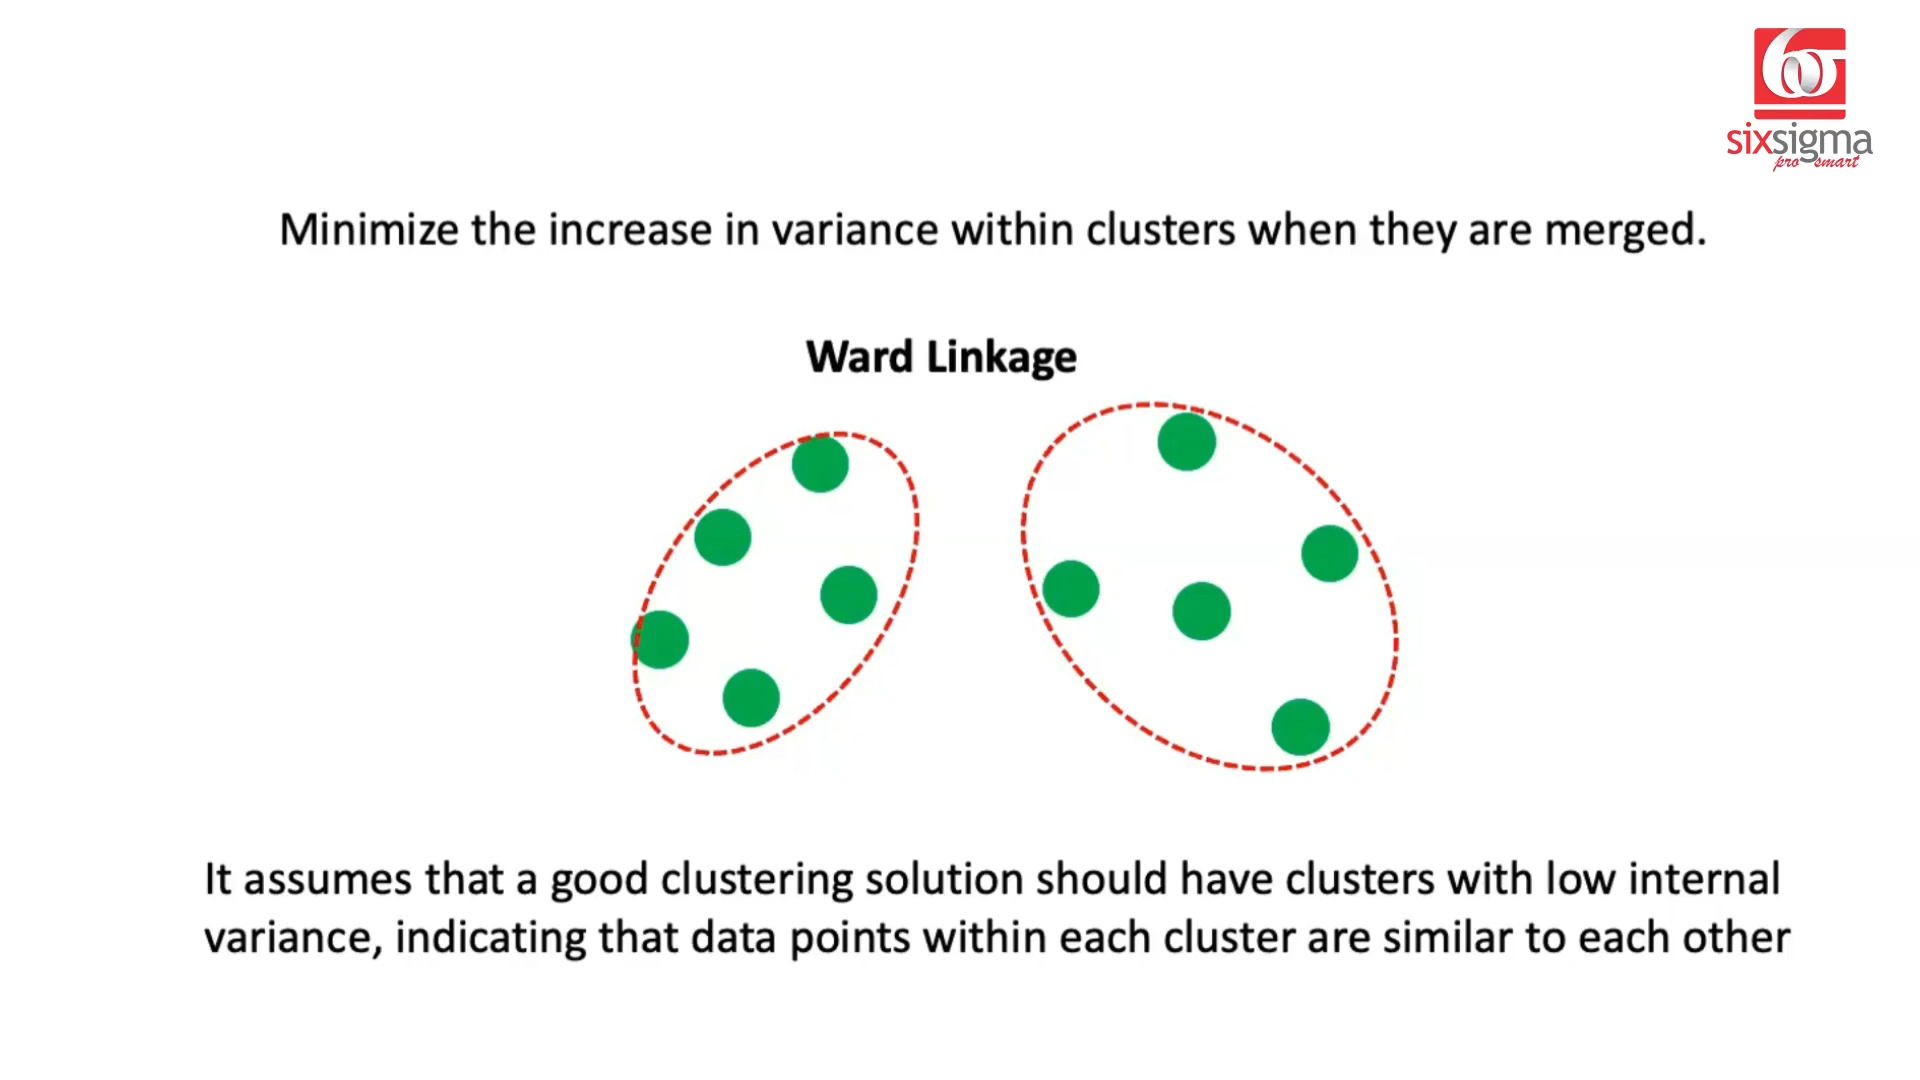 sixsigma
pro smart
Minimize the increase in variance within clusters when they are merged.
Ward Linkage
It assumes that a good clustering solution should have clusters with low internal
variance, indicating that data points within each cluster are similar to each other